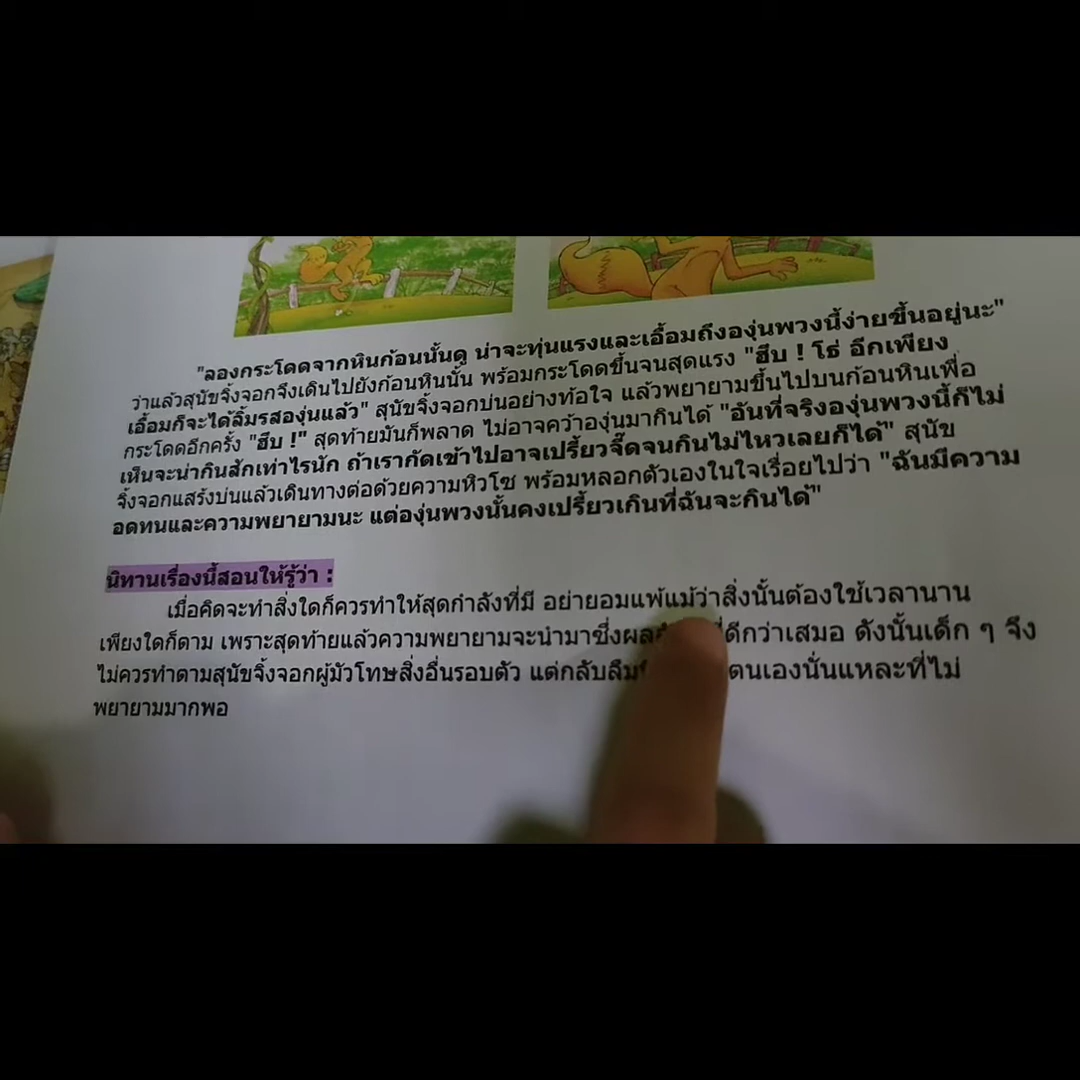 "ลองกระโดดจากหินก้อนนั้นดู น่าจะทุ่นแรงและเอื้อมถึงองุ่นพวงนี้ง่ายขึ้นอยู่นะ"
ว่าแล้วสุนัขจิ้งจอกจึงเดินไปยังก้อนหินนั้น พร้อมกระโดดขึ้นจนสุดแรง "ฮึบ ! โธ่ อีกเพียง
เอื้อมก็จะได้ลิ้มรสองุ่นแล้ว" สุนัขจิ้งจอกบ่นอย่างท้อใจ แล้วพยายามขึ้นไปบนก้อนหินเพื่อ
กระโดดอีกครั้ง "ฮึบ !" สุดท้ายมันก็พลาด ไม่อาจคว้าองุ่นมากินได้ "อันที่จริงองุ่นพวงนี้ก็ไม่
เห็นจะน่ากินสักเท่าไรนัก ถ้าเรากัดเข้าไปอาจเปรี้ยวจี๊ดจนกินไม่ไหวเลยก็ได้" สุนัข
จิ้งจอกแสร้งบ่นแล้วเดินทางต่อด้วยความหิวโซ พร้อมหลอกตัวเองในใจเรื่อยไปว่า "ฉันมีความ
อดทนและความพยายามนะ แต่องุ่นพวงนั้นคงเปรี้ยวเกินที่ฉันจะกินได้"
นิทานเรื่องนี้สอนให้รู้ว่า :
เมื่อคิดจะทำสิ่งใดก็ควรทำให้สุดกำลังที่มี อย่ายอมแพ้แม้ว่าสิ่งนั้นต้องใช้เวลานาน
เพียงใดก็ตาม เพราะสุดท้ายแล้วความพยายามจะนำมาซึ่งผล ดีกว่าเสมอ ดังนั้นเด็ก ๆ จึง
ไม่ควรทำตามสุนัขจิ้งจอกผู้มัวโทษสิ่งอื่นรอบตัว แต่กลับลืม ตนเองนั่นแหละที่ไม่
พยายามมากพอ